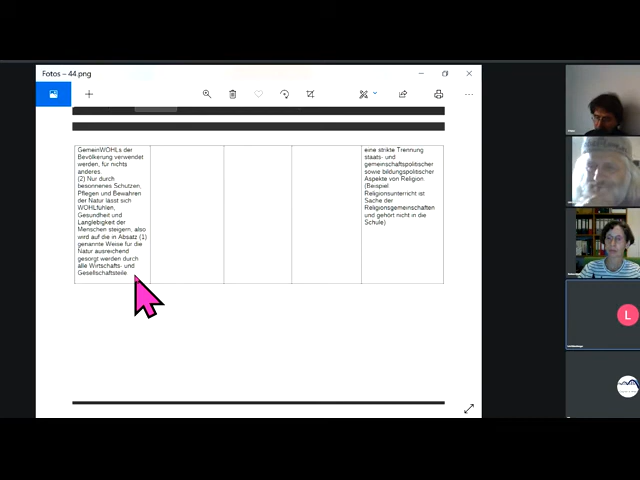 Fotos – 44.png
GemeinWOHLs der
Bevölkerung verwendet
werden, für nichts
anderes.
(2) Nur durch
besonnenes Schützen,
Pflegen und Bewahren
der Natur lässt sich
WOHLfühlen,
Gesundheit und
Langlebigkeit der
Menschen steigern, also
wird auf die in Absatz (1)
genannte Weise für die
Natur ausreichend
gesorgt werden durch
alle Wirtschafts- und
Gesellschaftsteile
eine strikte Trennung
staats- und
gemeinschaftspolitischer
sowie bildungspolitischer
Aspekte von Religion
(Beispiel
Religionsunterricht ist
Sache der
Religionsgemeinschaften
und gehört nicht in die
Schule)
L